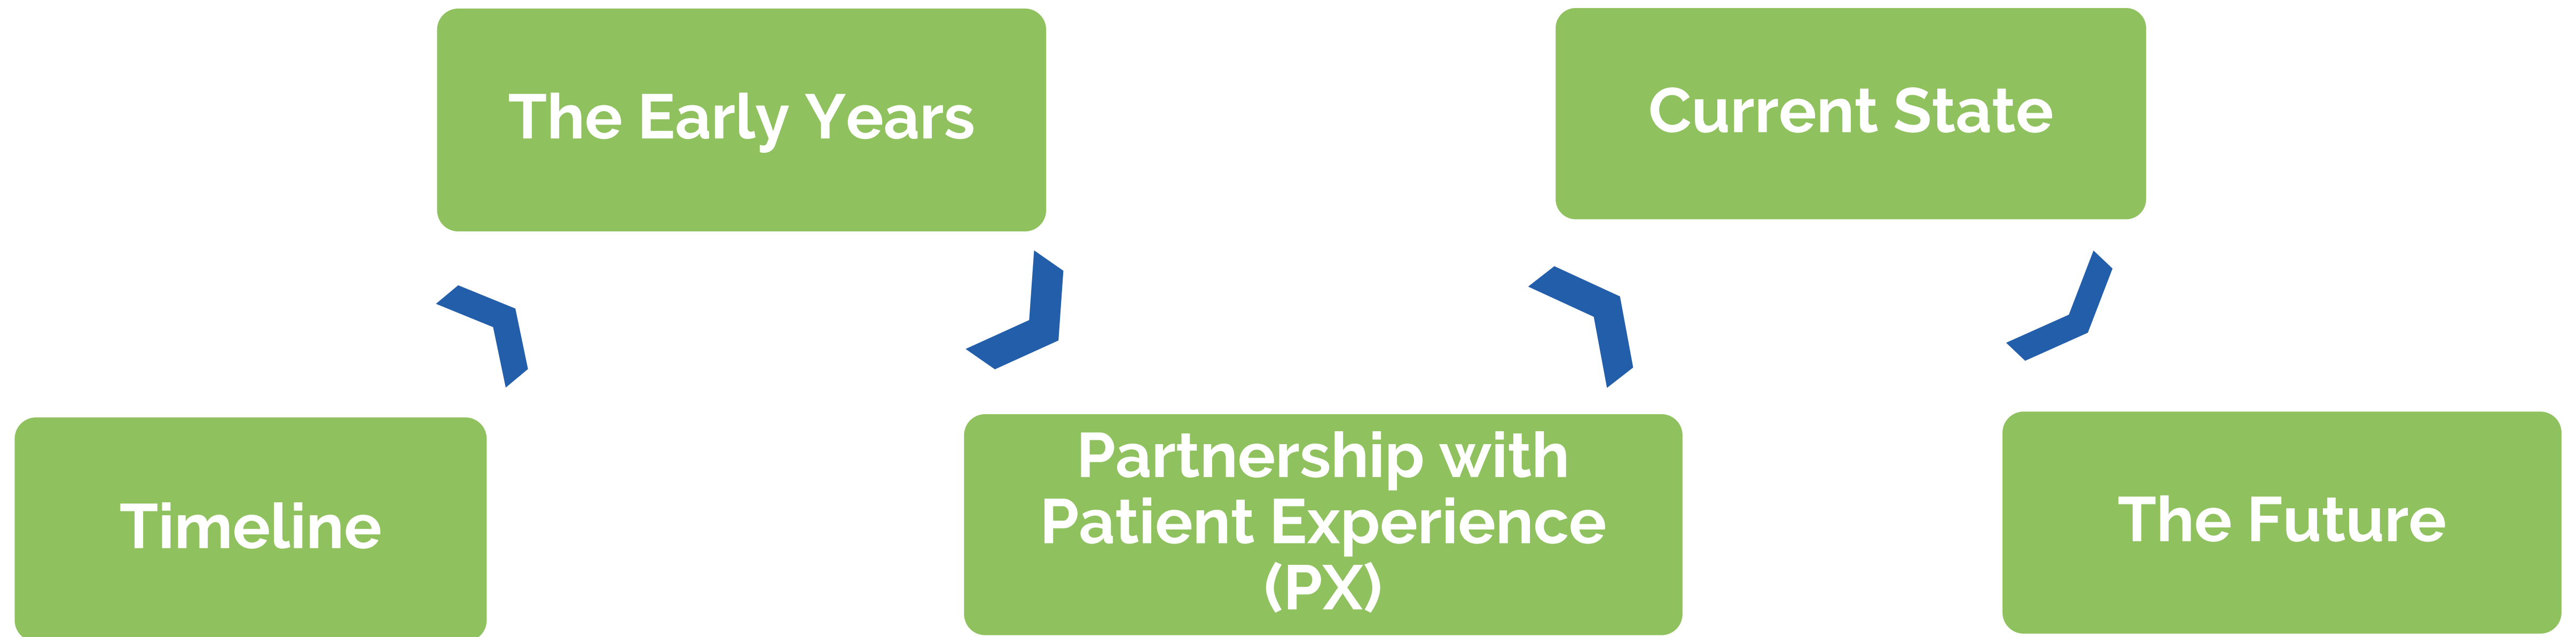 The Early Years
Current State
Timeline
Partnership with
Patient Experience
(PX)
The Future